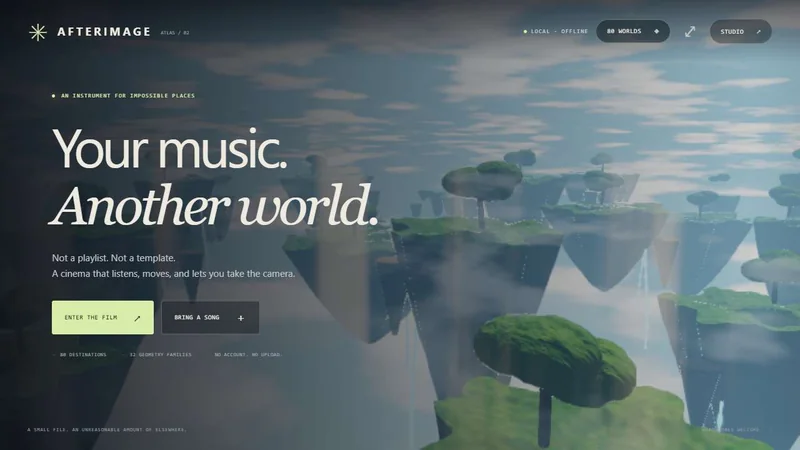 AFTERIMAGE
ATLAS / 02
LOCAL · OFFLINE
80 WORLDS
STUDIO
AN INSTRUMENT FOR IMPOSSIBLE PLACES
Your music.
Another world.
Not a playlist. Not a template.
A cinema that listens, moves, and lets you take the camera.
ENTER THE FILM
BRING A SONG
80 DESTINATIONS
GEOMETRY FAMILIES
NO ACCOUNT. NO UPLOAD.
A SMALL FILE. AN UNREASONABLE AMOUNT OF ELSEWHERE.